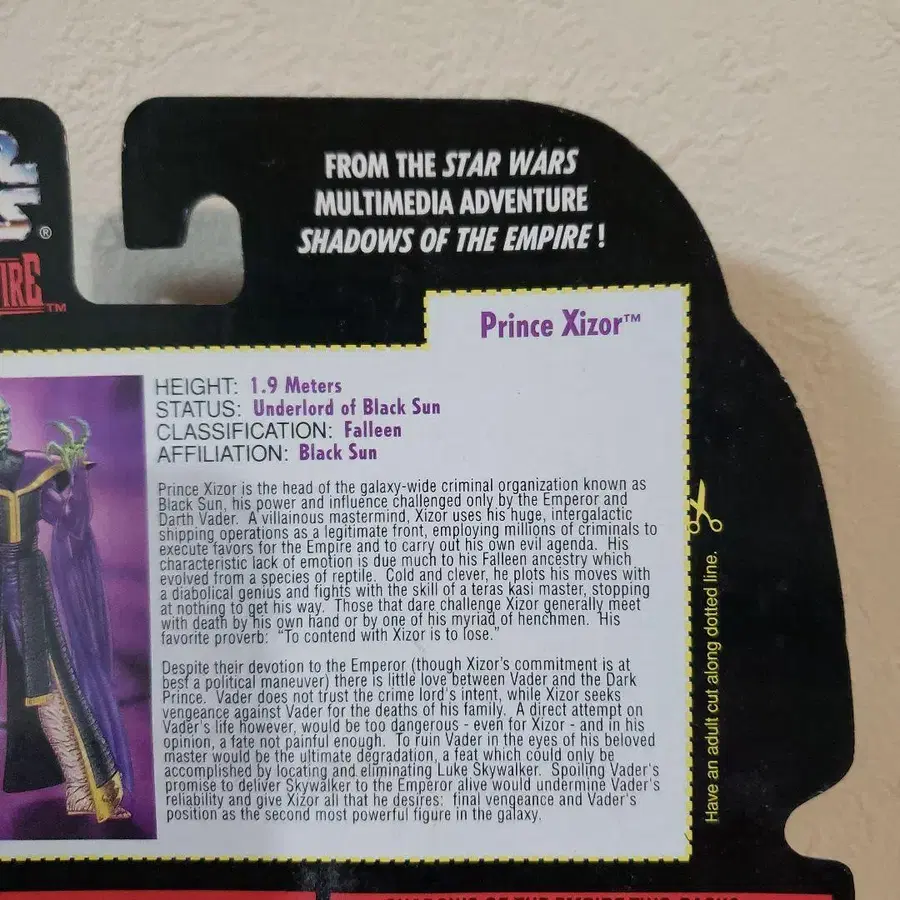 FROM THE STAR WARS
MULTIMEDIA ADVENTURE
SHADOWS OF THE EMPIRE !
®
IRE™
Prince Xizor™
HEIGHT: 1.9 Meters
STATUS: Underlord of Black Sun
CLASSIFICATION: Falleen
AFFILIATION: Black Sun
Prince Xizor is the head of the galaxy-wide criminal organization known as
Black Sun, his power and influence challenged only by the Emperor and
Darth Vader. A villainous mastermind, Xizor uses his huge, intergalactic
shipping operations as a legitimate front, employing millions of criminals to
execute favors for the Empire and to carry out his own evil agenda. His
characteristic lack of emotion is due much to his Falleen ancestry which
evolved from a species of reptile. Cold and clever, he plots his moves with
a diabolical genius and fights with the skill of a teras kasi master, stopping
at nothing to get his way. Those that dare challenge Xizor generally meet
with death by his own hand or by one of his myriad of henchmen. His
favorite proverb: “To contend with Xizor is to lose.”
Despite their devotion to the Emperor (though Xizor's commitment is at
best a political maneuver) there is little love between Vader and the Dark
Prince. Vader does not trust the crime lord's intent, while Xizor seeks
vengeance against Vader for the deaths of his family. A direct attempt on
Vader's life however, would be too dangerous - even for Xizor - and in his
opinion, a fate not painful enough. To ruin Vader in the eyes of his beloved
master would be the ultimate degradation, a feat which could only be
accomplished by locating and eliminating Luke Skywalker. Spoiling Vader's
promise to deliver Skywalker to the Emperor alive would undermine Vader's
reliability and give Xizor all that he desires: final vengeance and Vader's
position as the second most powerful figure in the galaxy.
Have an adult cut along dotted line.